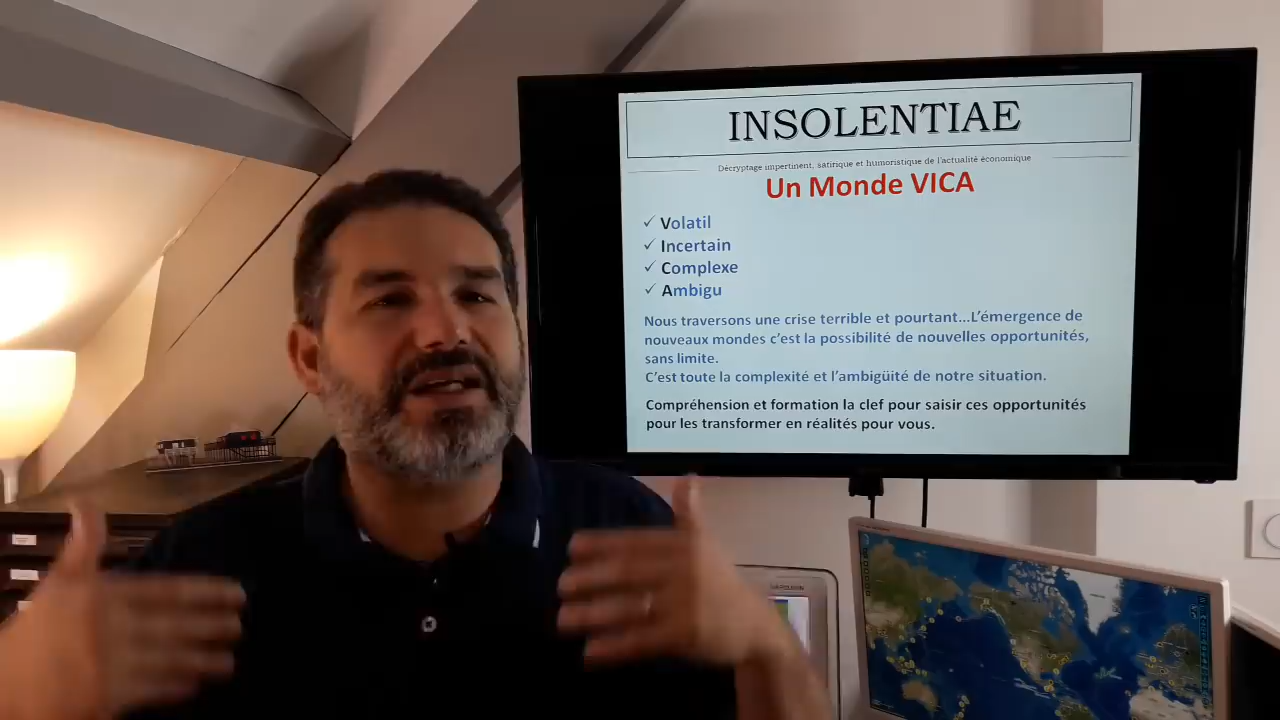 INSOLENTIAE
Décryptage impertinent, satirique et humoristique de l'actualité économique
Un Monde VICA
✓ Volatil
✓ Incertain
✓ Complexe
✓ Ambigu
Nous traversons une crise terrible et pourtant...L'émergence de
nouveaux mondes c'est la possibilité de nouvelles opportunités,
sans limite.
C'est toute la complexité et l'ambigüité de notre situation.
Compréhension et formation la clef pour saisir ces opportunités
pour les transformer en réalités pour vous.